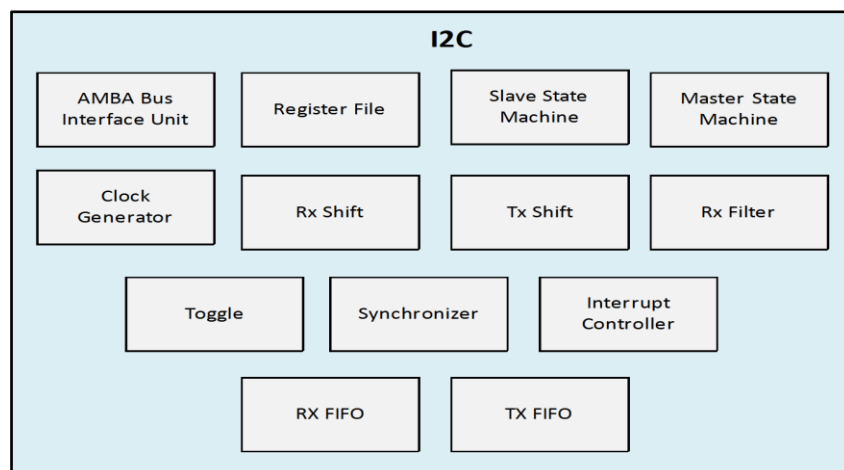 I2C
AMBA Bus
Interface Unit
Register File
Slave State
Machine
Master State
Machine
Clock
Generator
Rx Shift
Tx Shift
Rx Filter
Toggle
Synchronizer
Interrupt
Controller
RX FIFO
TX FIFO